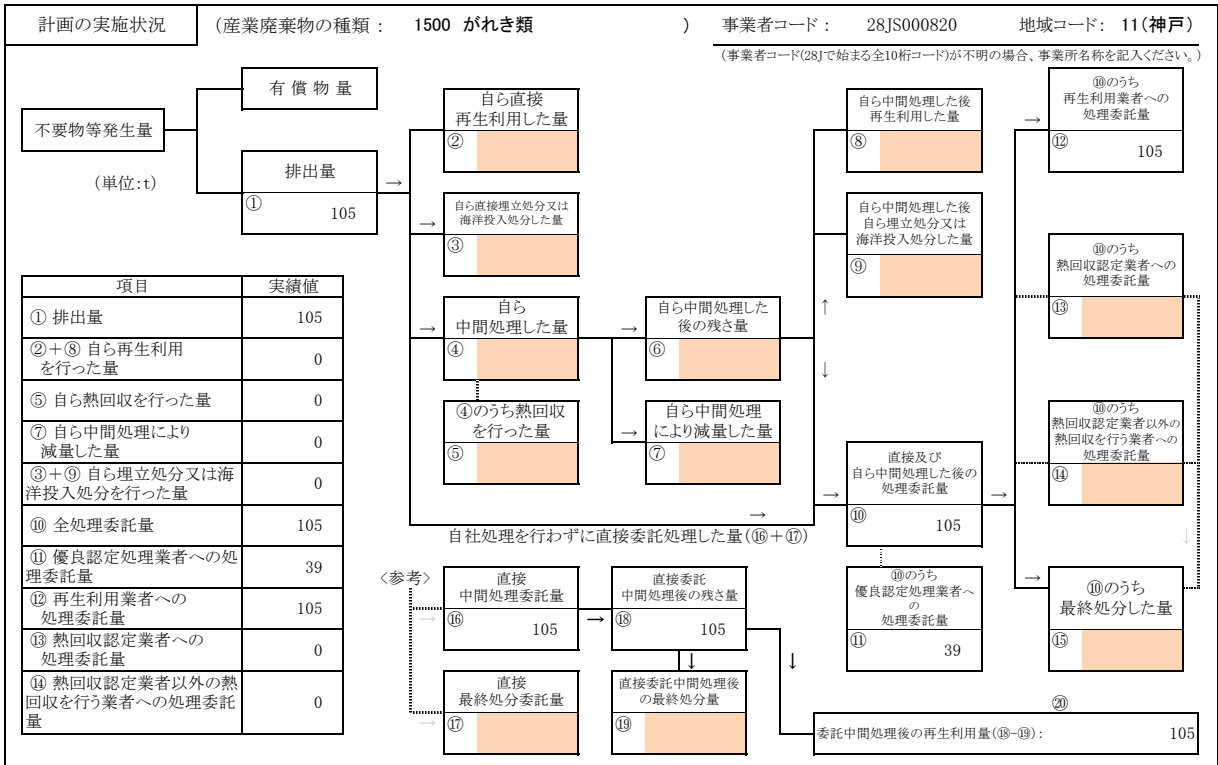 計画の実施状況 (産業廃棄物の種類： 1500 がれき類 ) 事業者コード： 28JS000820 地域コード： 11(神戸)
(事業者コード(28Jで始まる全10桁コード)が不明の場合、事業所名称を記入ください。)
不要物等発生量
(単位:t)
有償物量
排出量
① 105
→
自ら直接
再生利用した量
②
→
自ら直接埋立処分又は
海洋投入処分した量
③
→
自ら
中間処理した量
④
④のうち熱回収
を行った量
⑤
→
自ら中間処理した
後の残さ量
⑥
→
自ら中間処理
により減量した量
⑦
自ら中間処理した後
再生利用した量
⑧
自ら中間処理した後
自ら埋立処分又は
海洋投入処分した量
⑨
↑
↓
→
自社処理を行わずに直接委託処理した量(⑯＋⑰)
→
直接及び
自ら中間処理した後の
処理委託量
⑩ 105
→
⑩のうち
優良認定処理業者へ
の
処理委託量
⑪ 39
→
⑩のうち
再生利用業者への
処理委託量
⑫ 105
⑩のうち
熱回収認定業者への
処理委託量
⑬
⑩のうち
熱回収認定業者以外の
熱回収を行う業者への
処理委託量
⑭
↓
→
⑩のうち
最終処分した量
⑮
項目 実績値
① 排出量 105
②＋⑧ 自ら再生利用
を行った量 0
⑤ 自ら熱回収を行った量 0
⑦ 自ら中間処理により
減量した量 0
③＋⑨ 自ら埋立処分又は海
洋投入処分を行った量 0
⑩ 全処理委託量 105
⑪ 優良認定処理業者への処
理委託量 39
⑫ 再生利用業者への
処理委託量 105
⑬ 熱回収認定業者への
処理委託量 0
⑭ 熱回収認定業者以外の熱
回収を行う業者への処理委託
量 0
<参考>
→
直接
中間処理委託量
⑯ 105
→
直接委託
中間処理後の残さ量
⑱ 105
→
直接
最終処分委託量
⑰
↓
直接委託中間処理後
の最終処分量
⑲
↓
⑳
委託中間処理後の再生利用量(⑱-⑲)： 105